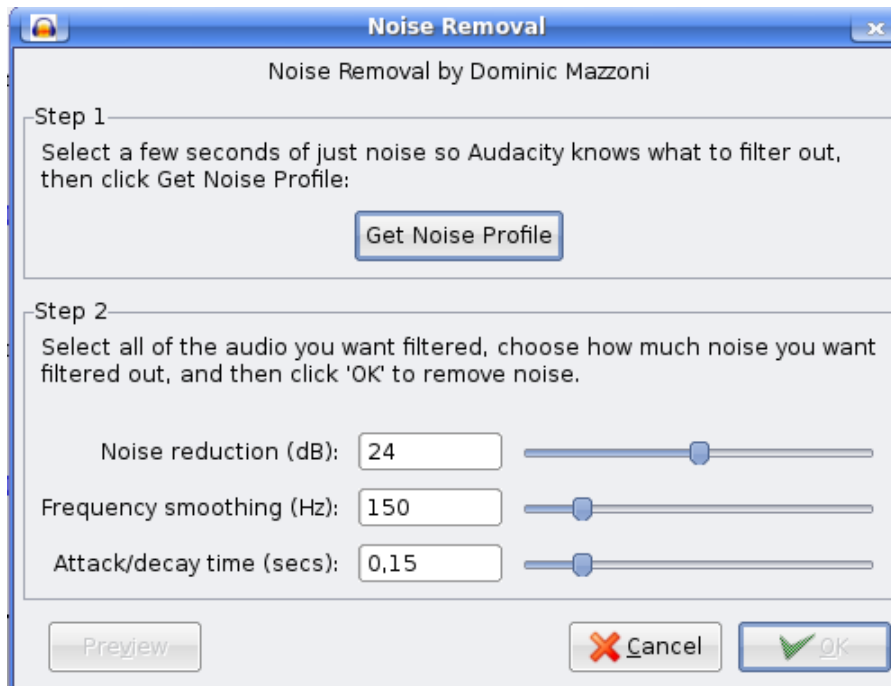 Noise Removal
Noise Removal by Dominic Mazzoni
Step 1
Select a few seconds of just noise so Audacity knows what to filter out,
then click Get Noise Profile:
Get Noise Profile
Step 2
Select all of the audio you want filtered, choose how much noise you want
filtered out, and then click 'OK' to remove noise.
Noise reduction (dB): 24
Frequency smoothing (Hz): 150
Attack/decay time (secs): 0,15
Preview Cancel OK